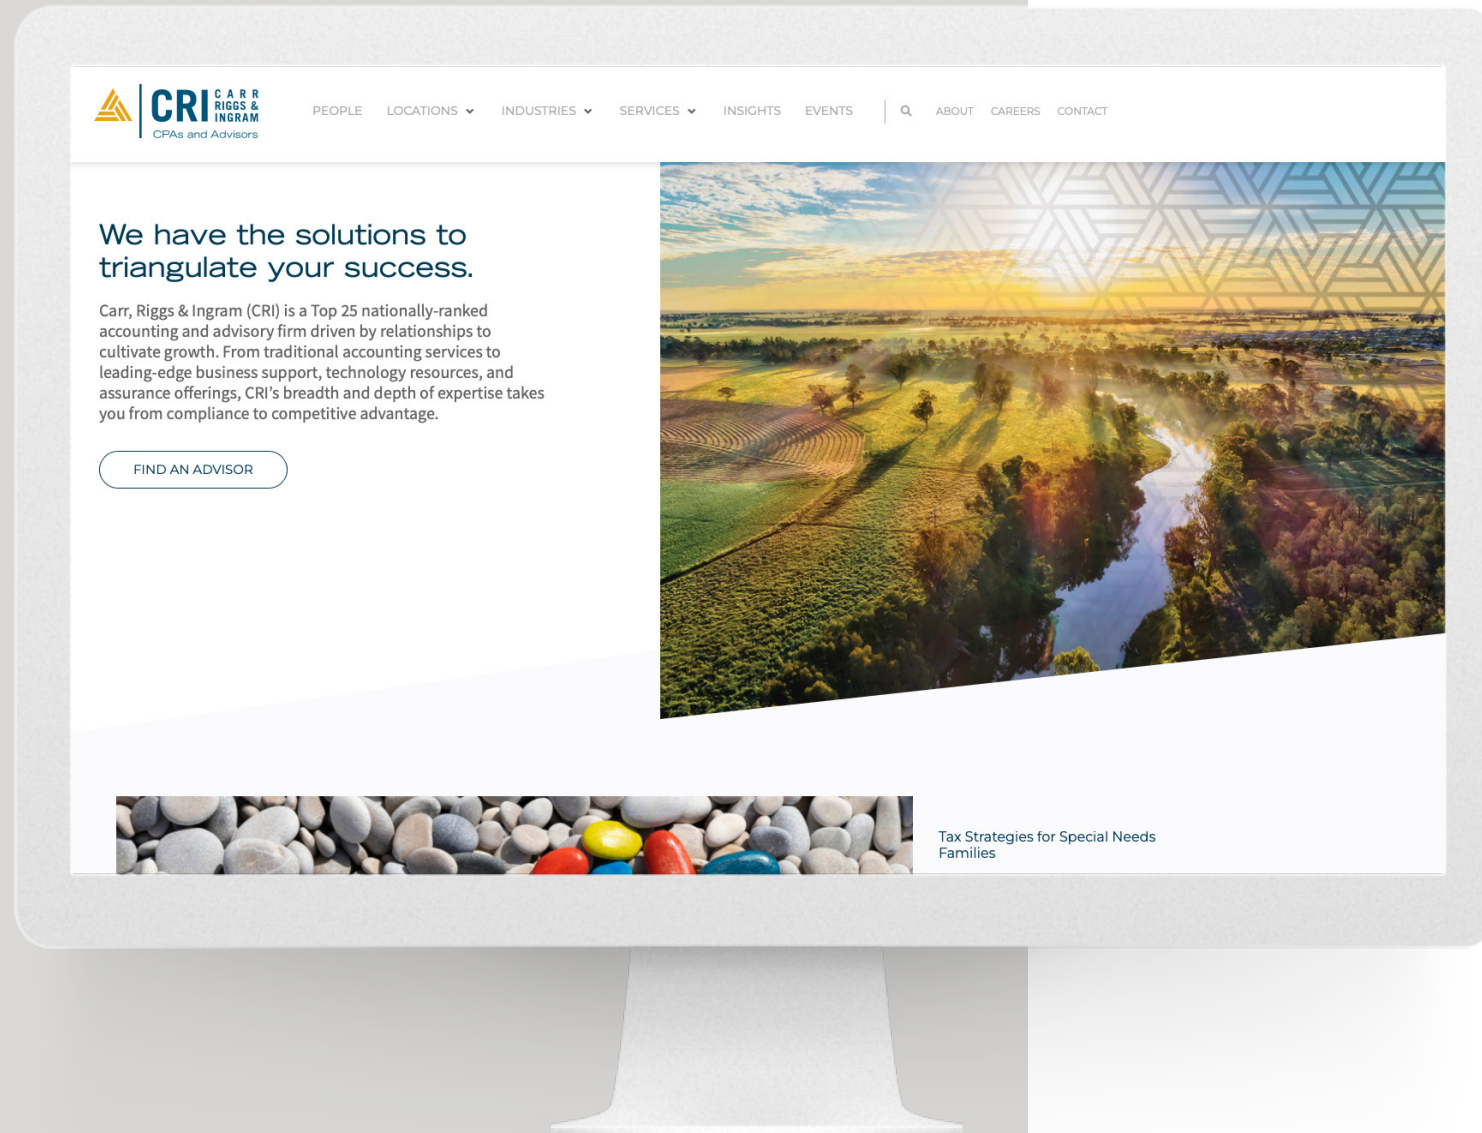 CRI CARR
RIGGS &
INGRAM
CPAs and Advisors
PEOPLE LOCATIONS INDUSTRIES SERVICES INSIGHTS EVENTS ABOUT CAREERS CONTACT
We have the solutions to
triangulate your success.
Carr, Riggs & Ingram (CRI) is a Top 25 nationally-ranked
accounting and advisory firm driven by relationships to
cultivate growth. From traditional accounting services to
leading-edge business support, technology resources, and
assurance offerings, CRI’s breadth and depth of expertise takes
you from compliance to competitive advantage.
FIND AN ADVISOR
Tax Strategies for Special Needs
Families